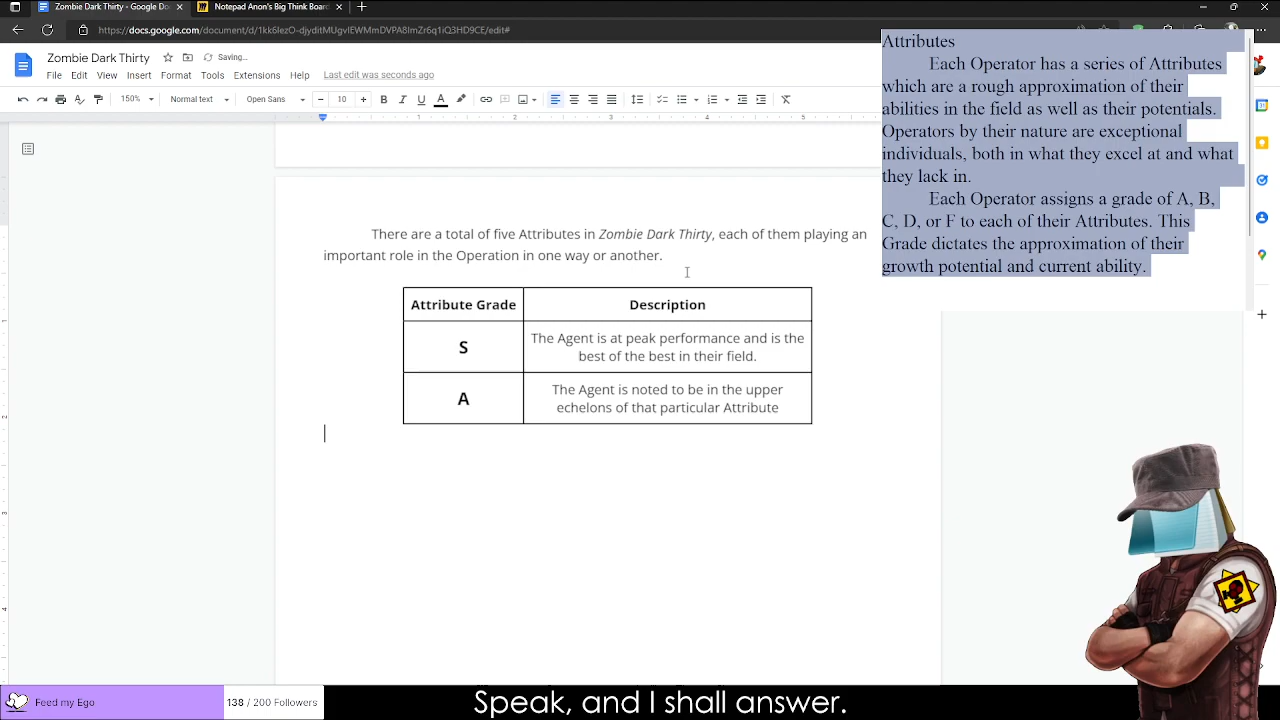 Zombie Dark Thirty - Google Do
Notepad Anon's Big Think Board
https://docs.google.com/document/d/1kk6IezO-djyditMUgvIEWMmDVPA8ImZr6q1iQ3HD9CE/edit#
Zombie Dark Thirty
Saving...
File Edit View Insert Format Tools Extensions Help
Last edit was seconds ago
150%
Normal text
Open Sans
10
B I U A
1 2 3 4 5
There are a total of five Attributes in Zombie Dark Thirty, each of them playing an
important role in the Operation in one way or another.
Attribute Grade Description
S
The Agent is at peak performance and is the
best of the best in their field.
A
The Agent is noted to be in the upper
echelons of that particular Attribute
Attributes
Each Operator has a series of Attributes
which are a rough approximation of their
abilities in the field as well as their potentials.
Operators by their nature are exceptional
individuals, both in what they excel at and what
they lack in.
Each Operator assigns a grade of A, B,
C, D, or F to each of their Attributes. This
Grade dictates the approximation of their
growth potential and current ability.
Feed my Ego
138 / 200 Followers
Speak, and I shall answer.